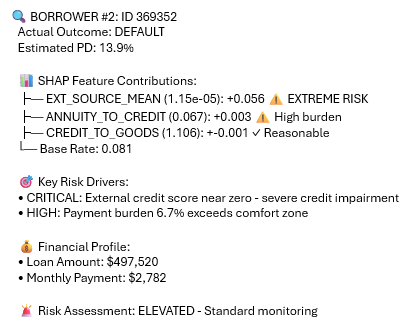 🔍 BORROWER #2: ID 369352
Actual Outcome: DEFAULT
Estimated PD: 13.9%
📊 SHAP Feature Contributions:
├─ EXT_SOURCE_MEAN (1.15e-05): +0.056 ⚠️ EXTREME RISK
├─ ANNUITY_TO_CREDIT (0.067): +0.003 ⚠️ High burden
├─ CREDIT_TO_GOODS (1.106): +-0.001 ✓ Reasonable
└─ Base Rate: 0.081
🎯 Key Risk Drivers:
• CRITICAL: External credit score near zero - severe credit impairment
• HIGH: Payment burden 6.7% exceeds comfort zone
💰 Financial Profile:
• Loan Amount: $497,520
• Monthly Payment: $2,782
🚨 Risk Assessment: ELEVATED - Standard monitoring